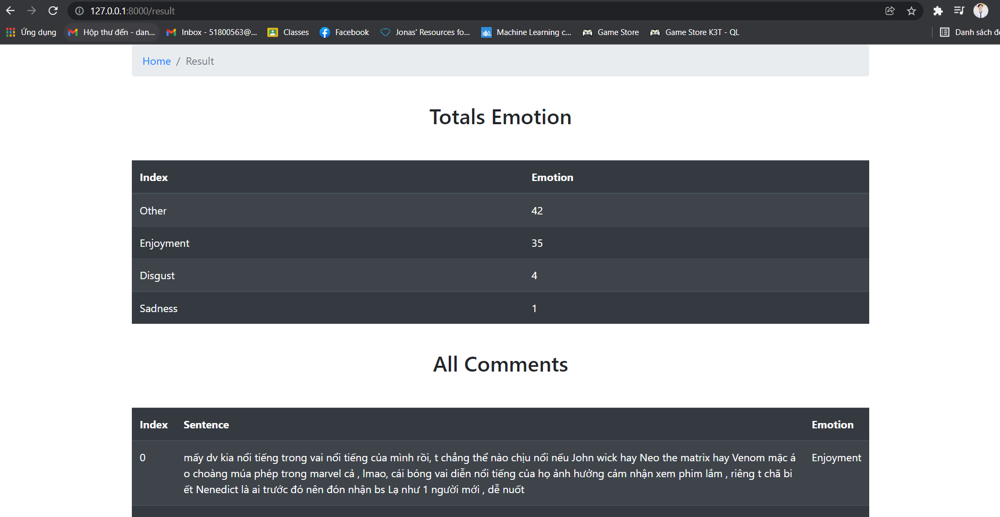 127.0.0.1:8000/result
Ứng dụng Hộp thư đến - dan... Inbox - 51800563@... Classes Facebook Jonas' Resources fo... Machine Learning c... Game Store Game Store K3T - QL Danh sách
Home / Result
Totals Emotion
Index Emotion
Other 42
Enjoyment 35
Disgust 4
Sadness 1
All Comments
Index Sentence Emotion
0 mấy dv kia nổi tiếng trong vai nổi tiếng của mình rồi, t chẳng thể nào chịu nổi nếu John wick hay Neo the matrix hay Venom mặc á Enjoyment
o choàng múa phép trong marvel cả , lmao, cái bóng vai diễn nổi tiếng của họ ảnh hưởng cảm nhận xem phim lắm , riêng t chã bi
ết Nenedict là ai trước đó nên đón nhận bs Lạ như 1 người mới , dễ nuốt